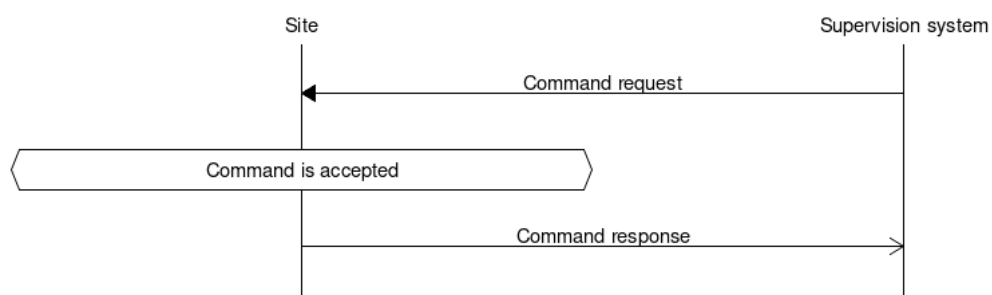 Site
Supervision system
Command request
Command is accepted
Command response